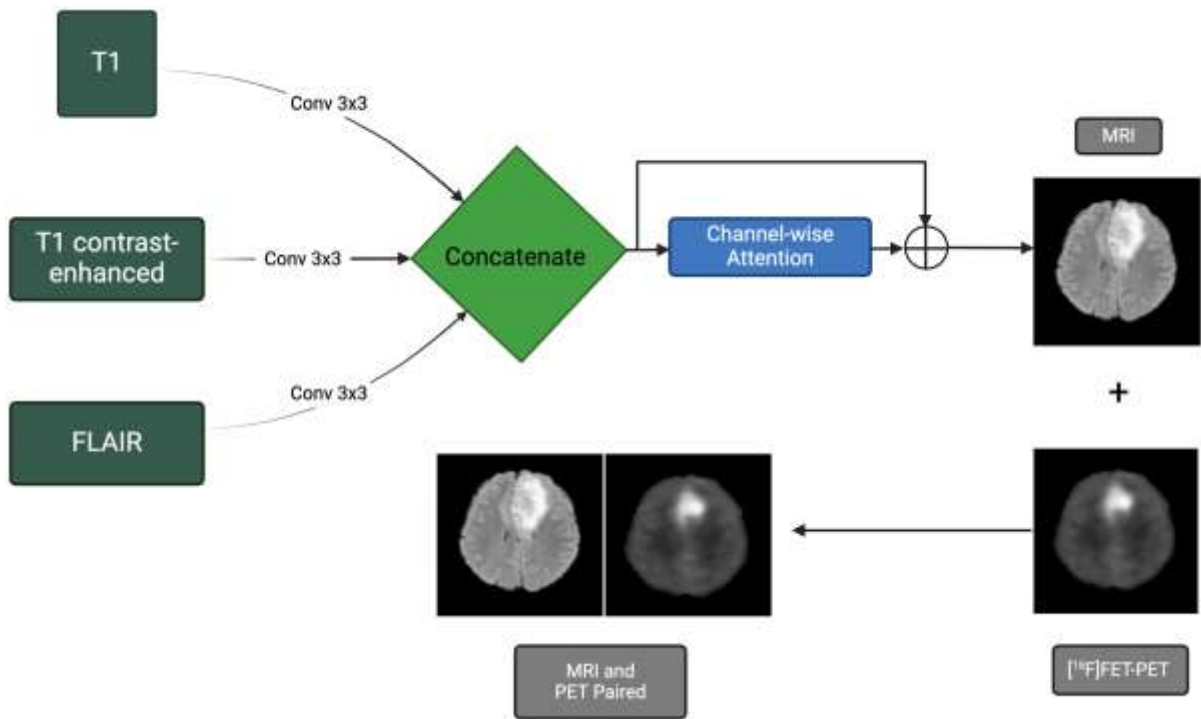 T1
Conv 3x3
T1 contrast-
enhanced
Conv 3x3
FLAIR
Conv 3x3
Concatenate
Channel-wise
Attention
MRI
+
[¹⁸F]FET-PET
MRI and
PET Paired